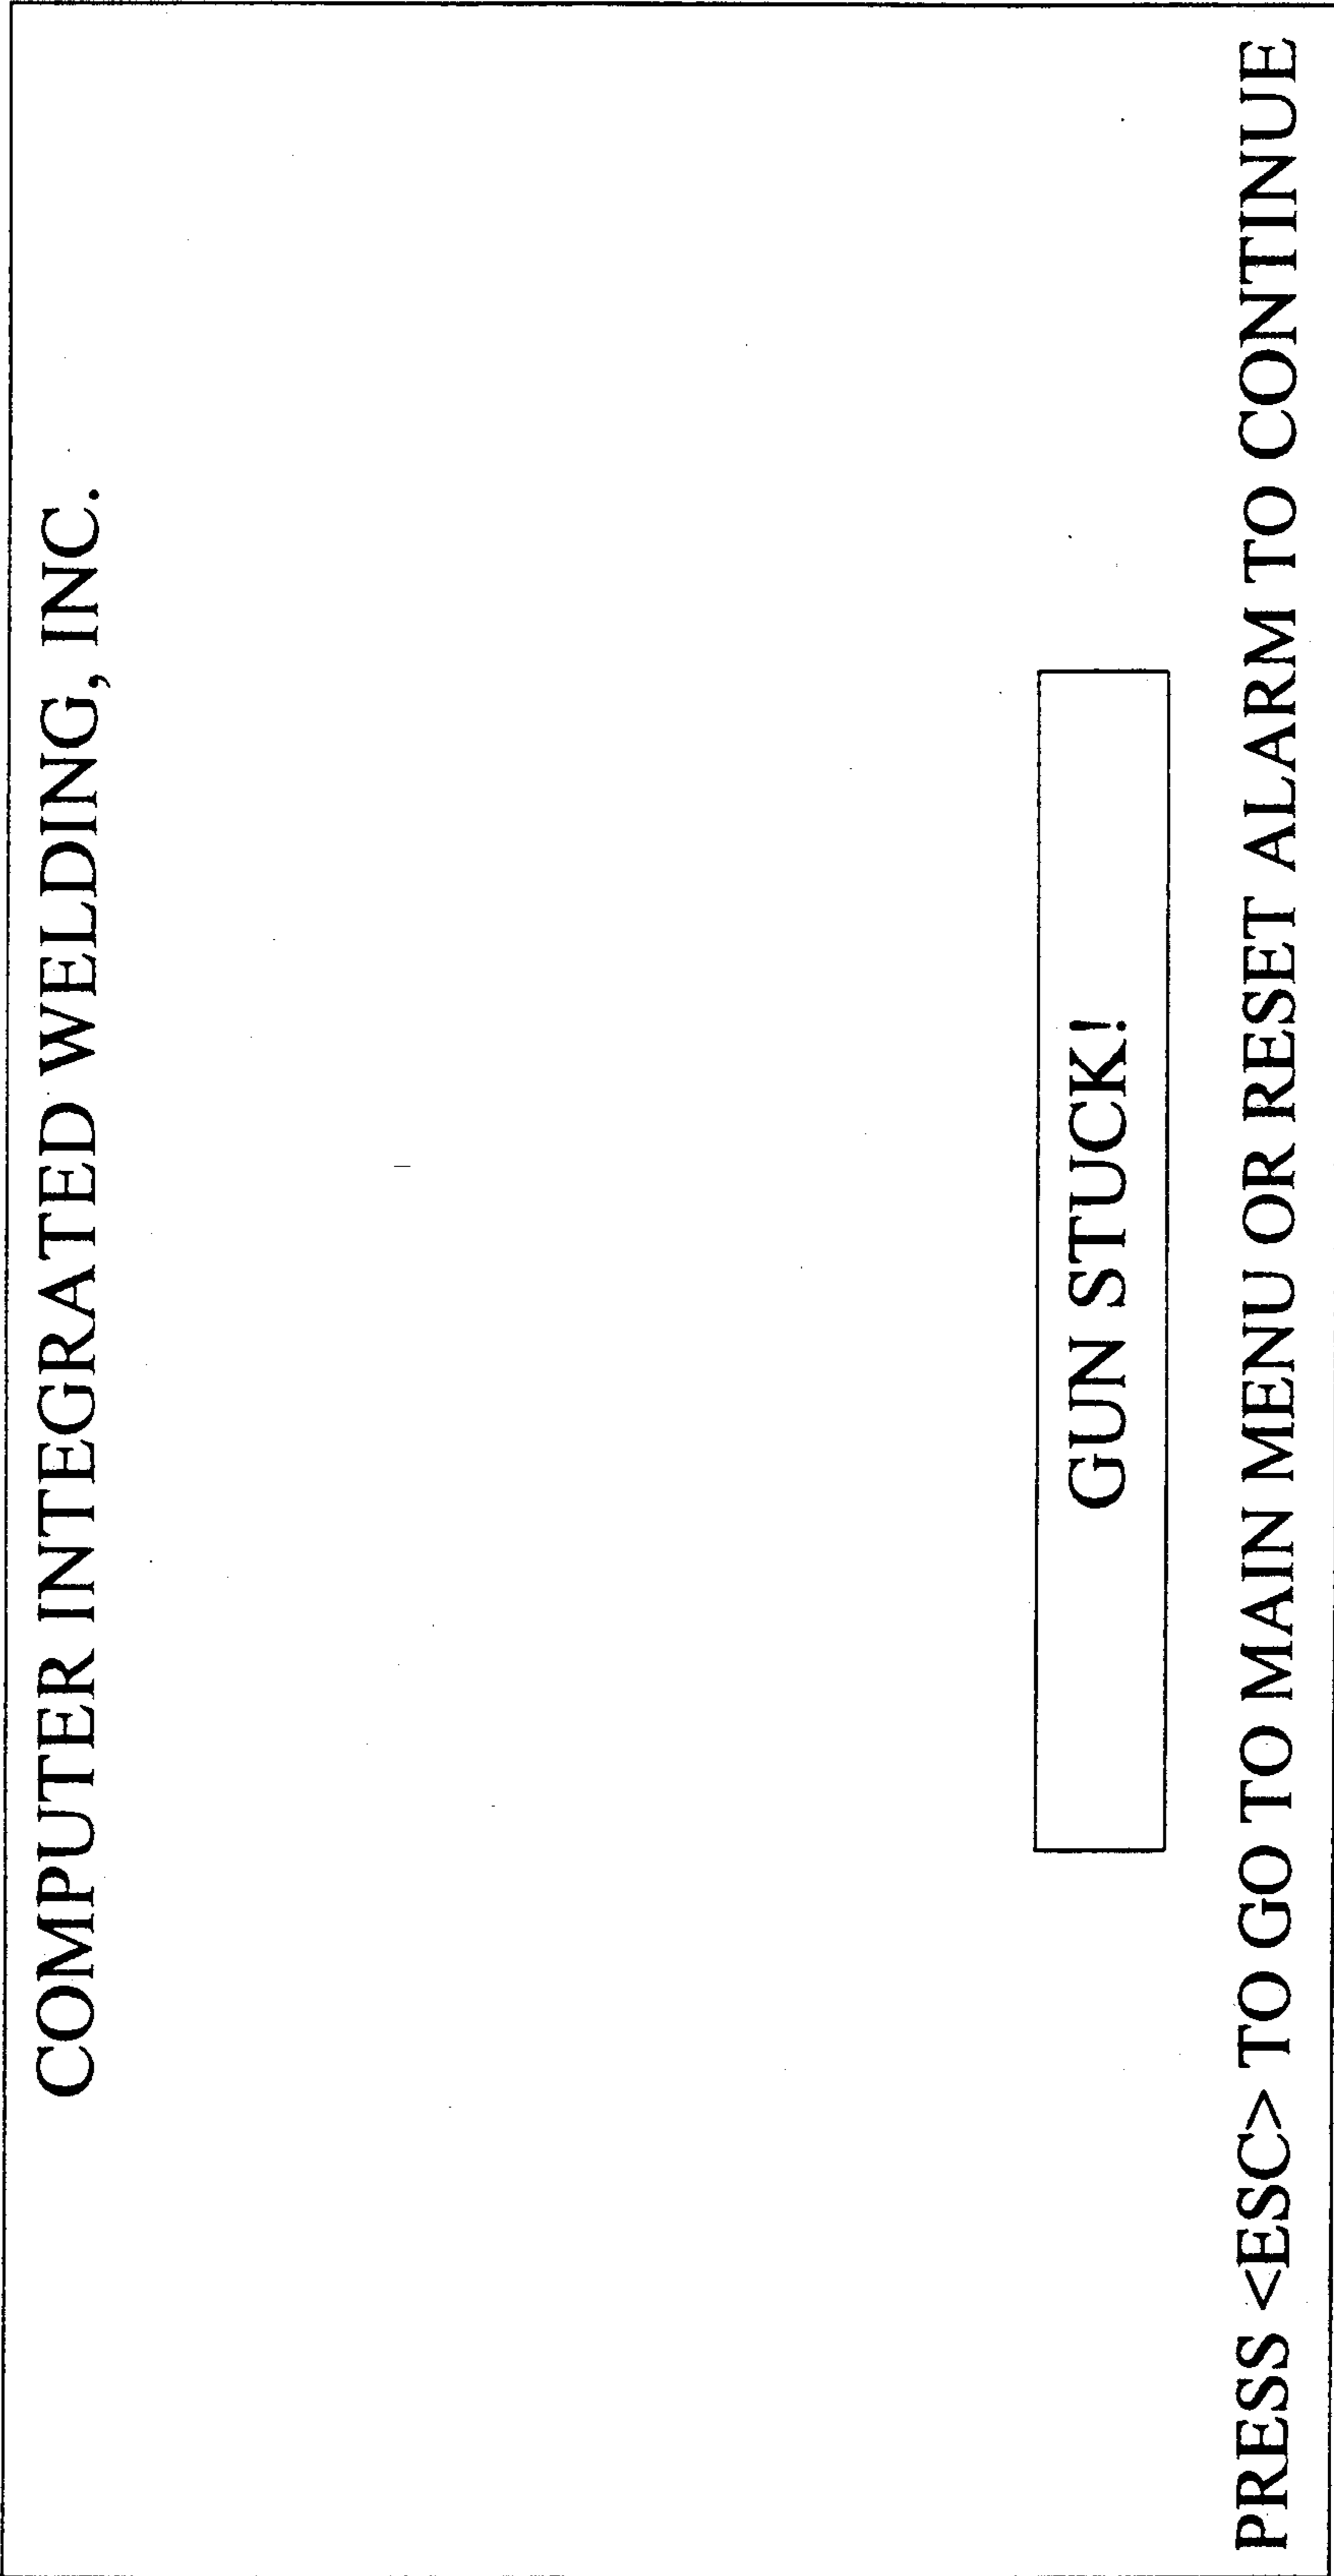 COMPUTER INTEGRATED WELDING, INC.
GUN STUCK!
PRESS <ESC> TO GO TO MAIN MENU OR RESET ALARM TO CONTINUE